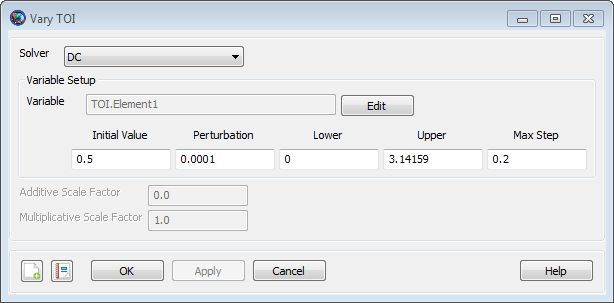 Vary TOI
Solver DC
Variable Setup
Variable TOI.Element1 Edit
Initial Value Perturbation Lower Upper Max Step
0.5 0.0001 0 3.14159 0.2
Additive Scale Factor 0.0
Multiplicative Scale Factor 1.0
OK Apply Cancel Help